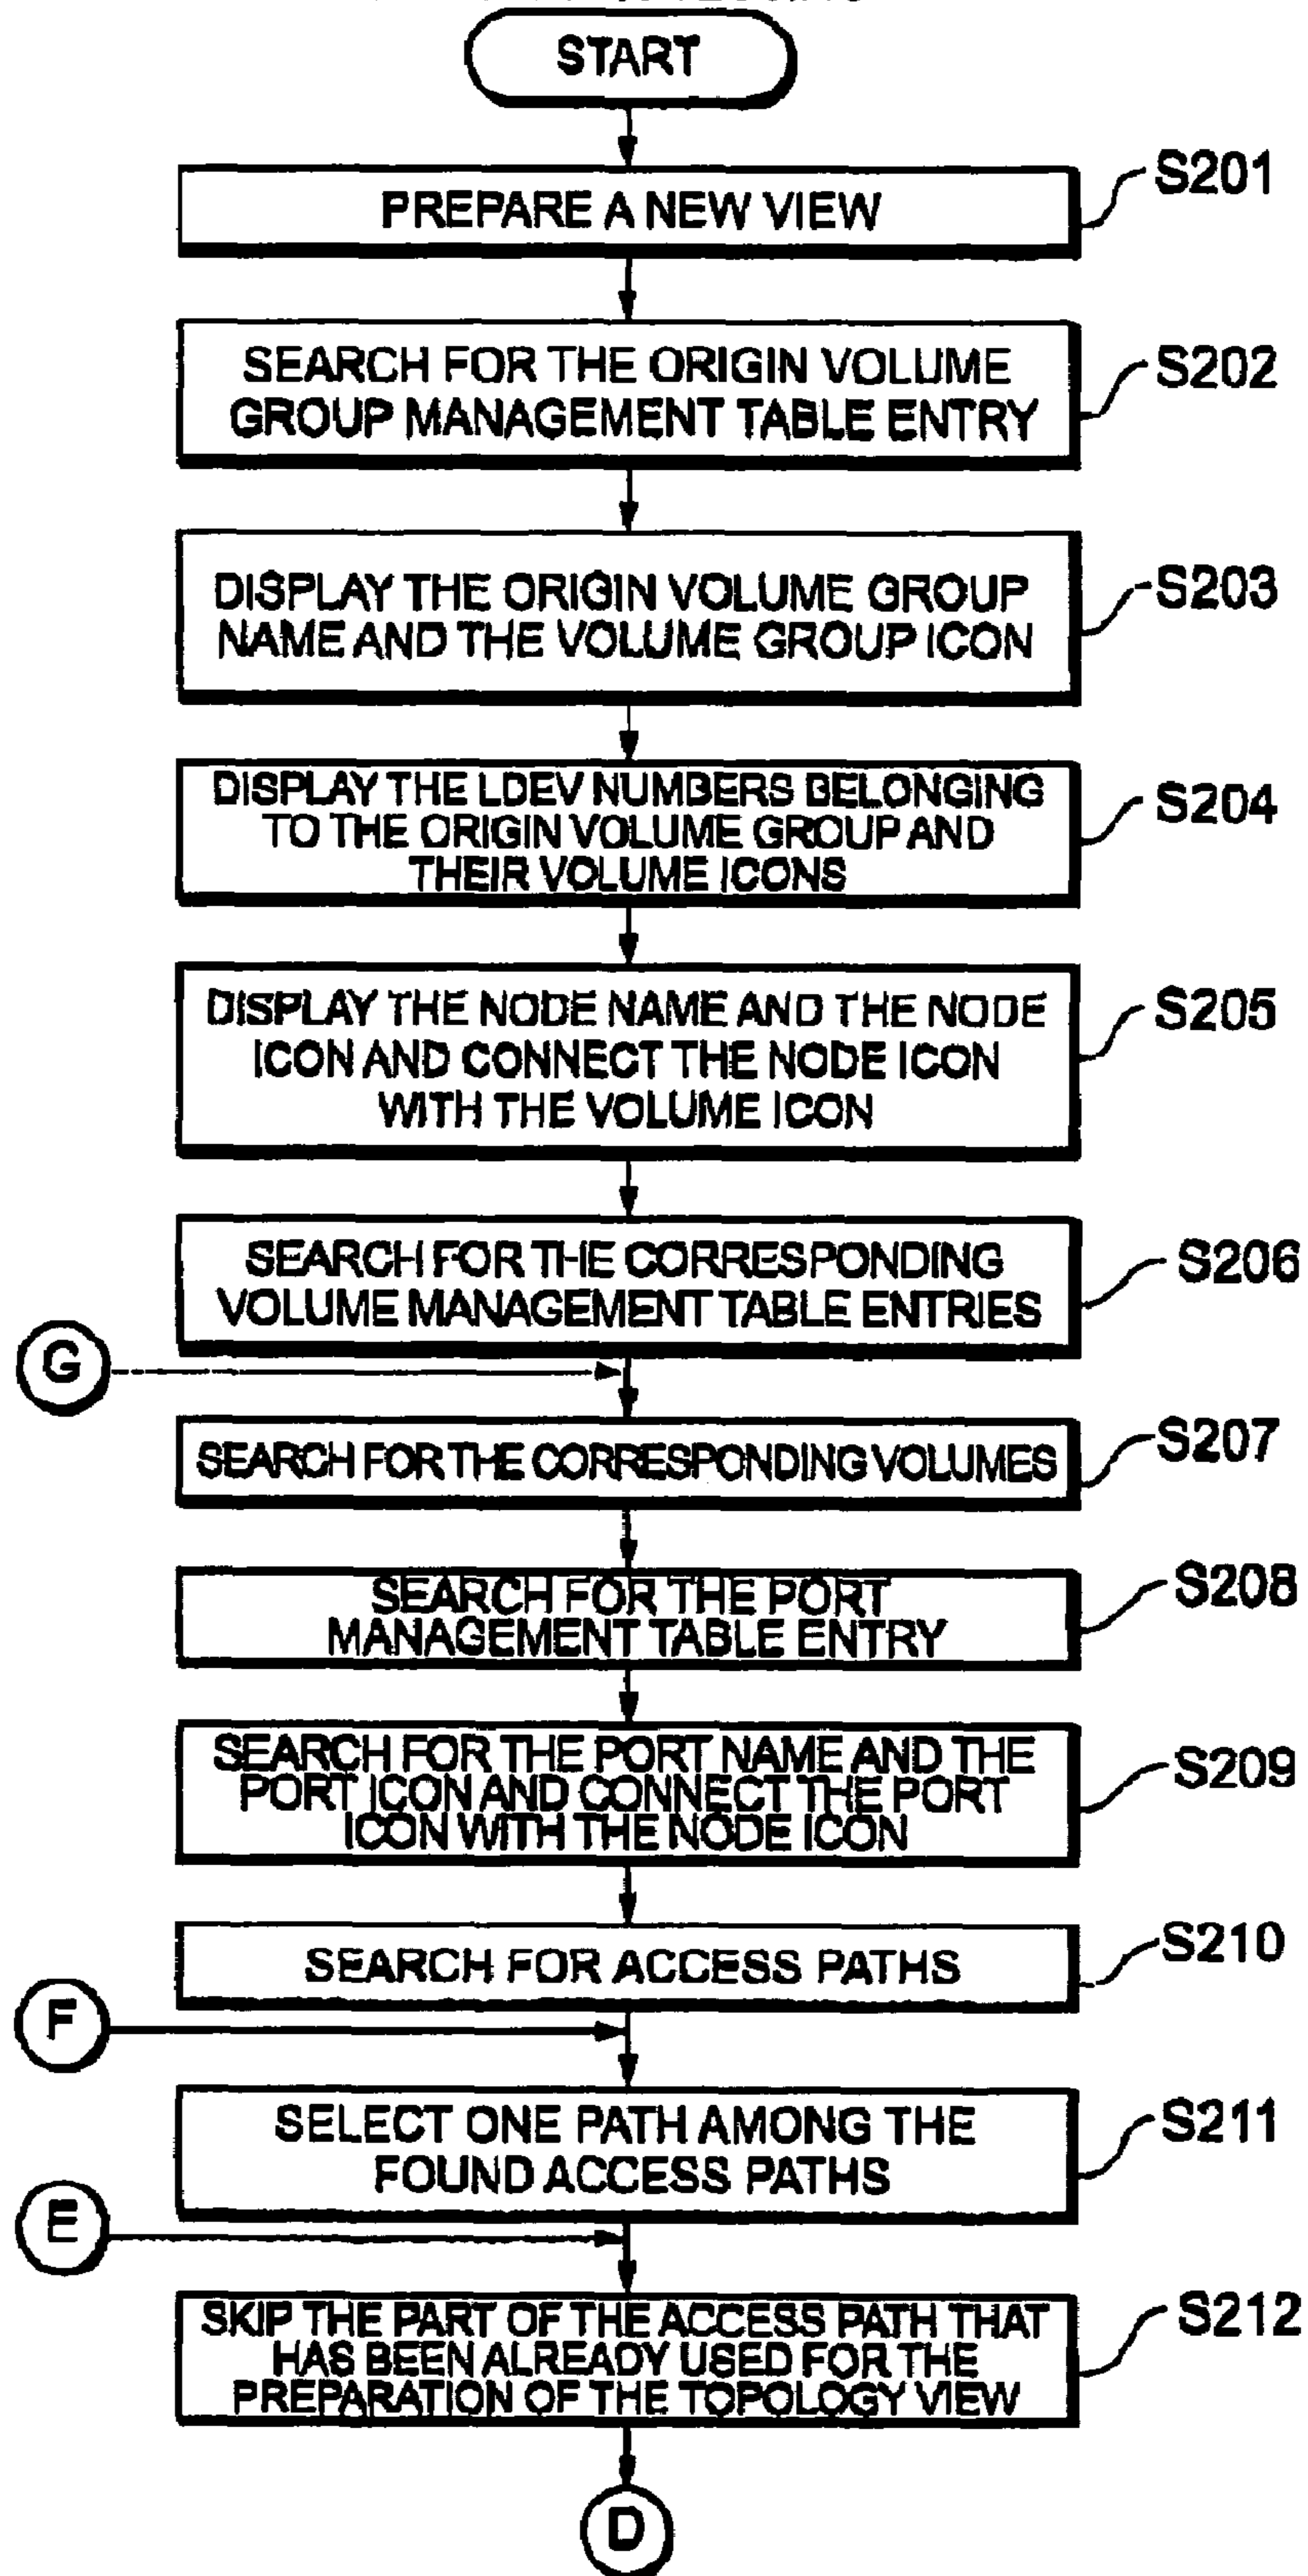 START
PREPARE A NEW VIEW
S201
SEARCH FOR THE ORIGIN VOLUME
GROUP MANAGEMENT TABLE ENTRY
S202
DISPLAY THE ORIGIN VOLUME GROUP
NAME AND THE VOLUME GROUP ICON
S203
DISPLAY THE LDEV NUMBERS BELONGING
TO THE ORIGIN VOLUME GROUP AND
THEIR VOLUME ICONS
S204
DISPLAY THE NODE NAME AND THE NODE
ICON AND CONNECT THE NODE ICON
WITH THE VOLUME ICON
S205
SEARCH FOR THE CORRESPONDING
VOLUME MANAGEMENT TABLE ENTRIES
S206
G
SEARCH FOR THE CORRESPONDING VOLUMES
S207
SEARCH FOR THE PORT
MANAGEMENT TABLE ENTRY
S208
SEARCH FOR THE PORT NAME AND THE
PORT ICON AND CONNECT THE PORT
ICON WITH THE NODE ICON
S209
SEARCH FOR ACCESS PATHS
S210
F
SELECT ONE PATH AMONG THE
FOUND ACCESS PATHS
S211
E
SKIP THE PART OF THE ACCESS PATH THAT
HAS BEEN ALREADY USED FOR THE
PREPARATION OF THE TOPOLOGY VIEW
S212
D